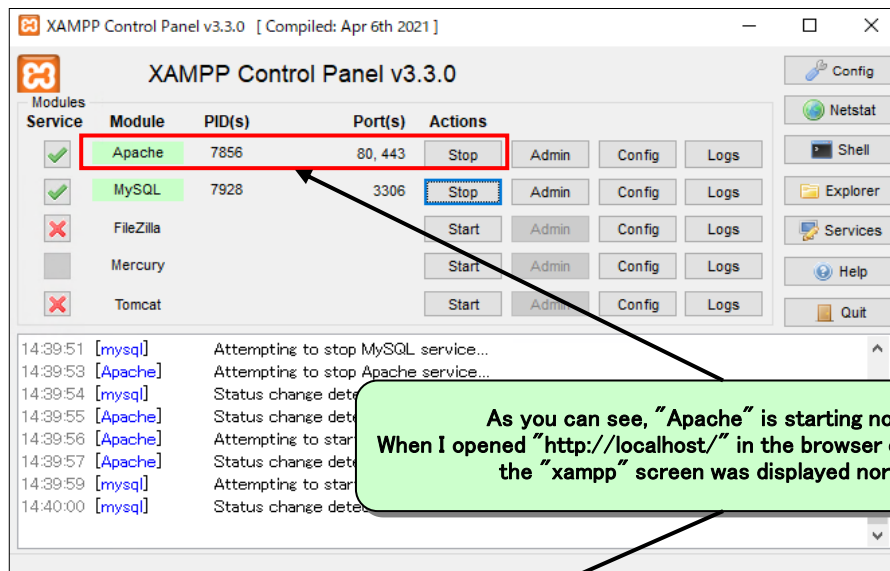 XAMPP Control Panel v3.3.0 [ Compiled: Apr 6th 2021 ]
XAMPP Control Panel v3.3.0
Config
Modules
Service Module PID(s) Port(s) Actions
Netstat
Apache 7856 80, 443 Stop Admin Config Logs
Shell
MySQL 7928 3306 Stop Admin Config Logs
Explorer
FileZilla Start Admin Config Logs
Services
Mercury Start Admin Config Logs
Help
Tomcat Start Admin Config Logs
Quit
14:39:51 [mysql] Attempting to stop MySQL service...
14:39:53 [Apache] Attempting to stop Apache service...
14:39:54 [mysql] Status change dete
14:39:55 [Apache] Status change dete
14:39:56 [Apache] Attempting to star
14:39:57 [Apache] Status change dete
14:39:59 [mysql] Attempting to star
14:40:00 [mysql] Status change detec
As you can see, "Apache" is starting no
When I opened "http://localhost/" in the browser
the "xampp" screen was displayed nor